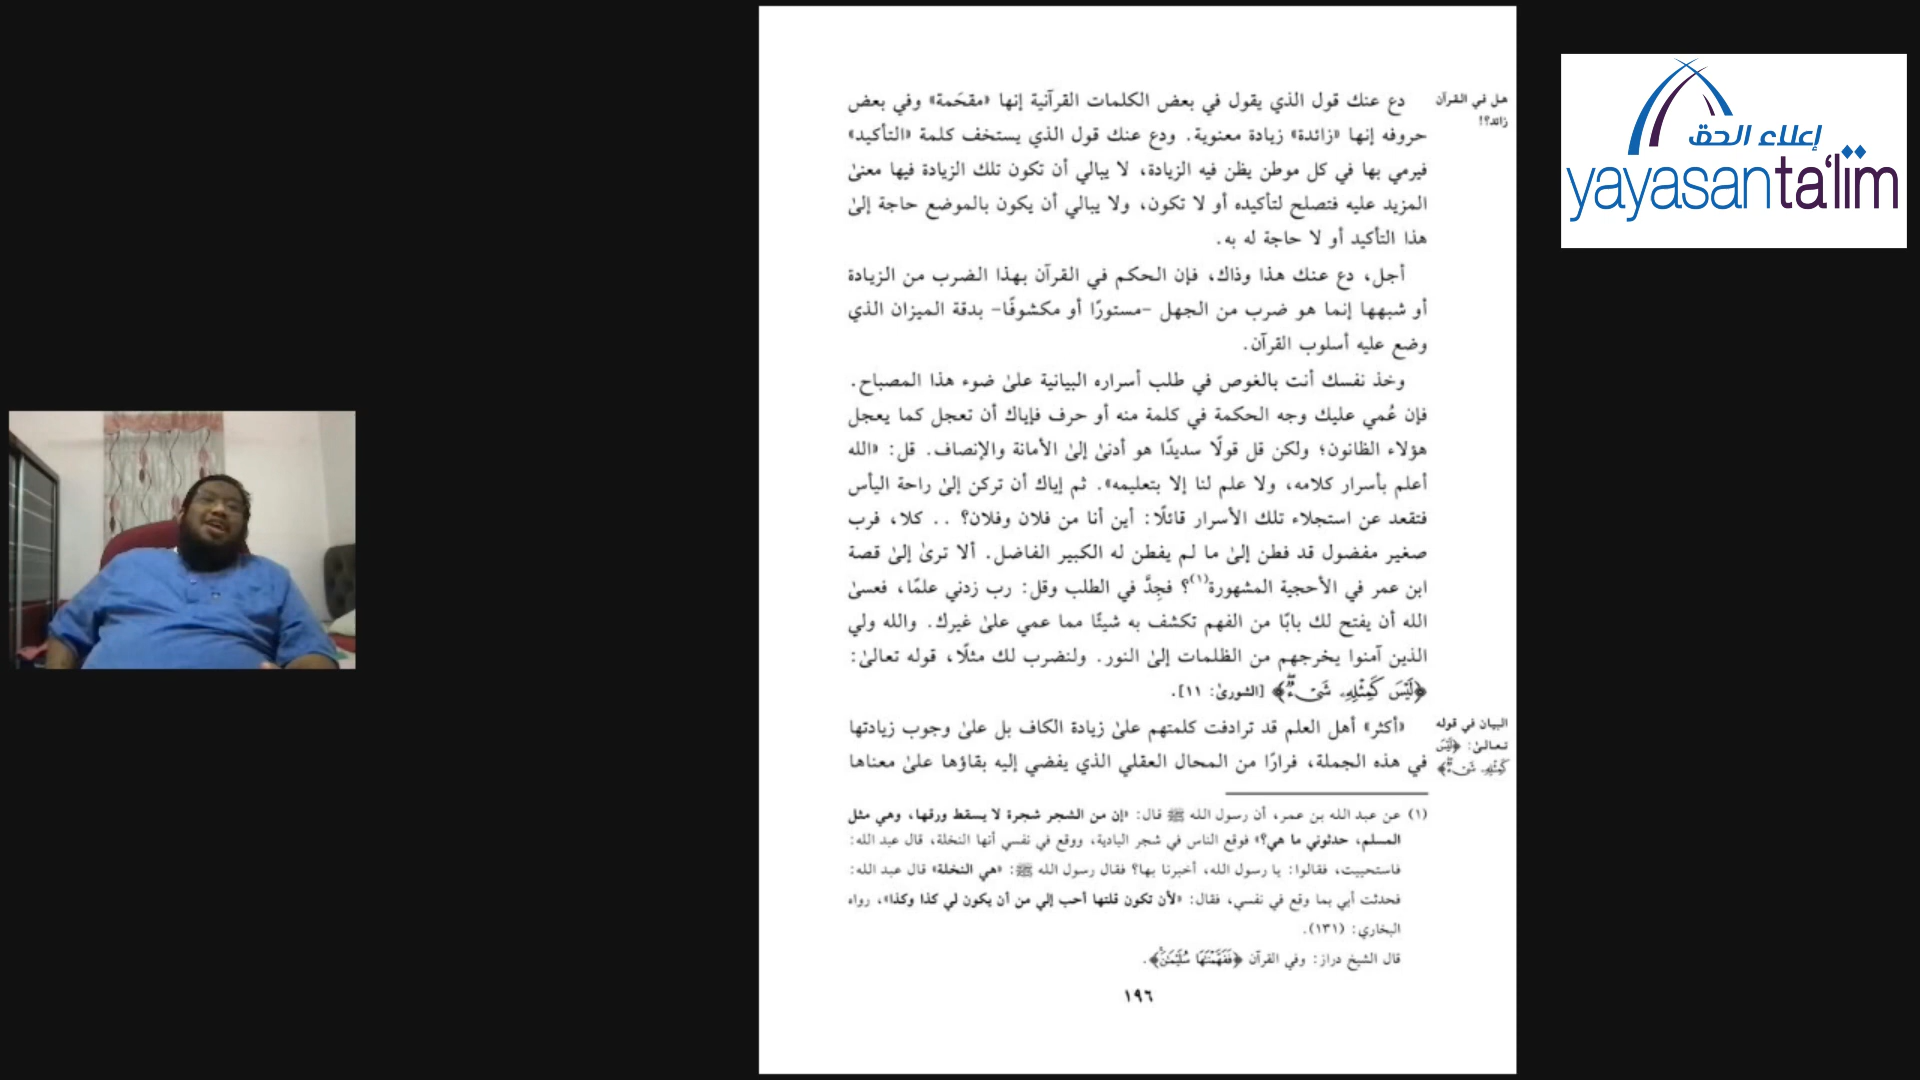 هل في القرآن
زائد؟!
دع عنك قول الذي يقول في بعض الكلمات القرآنية إنها «مقحَمة» وفي بعض
حروفه إنها «زائدة» زيادة معنوية. ودع عنك قول الذي يستخف كلمة «التأكيد»
فيرمي بها في كل موطن يظن فيه الزيادة، لا يبالي أن تكون تلك الزيادة فيها معنىٰ
المزيد عليه فتصلح لتأكيده أو لا تكون، ولا يبالي أن يكون بالموضع حاجة إلىٰ
هذا التأكيد أو لا حاجة له به.
أجل، دع عنك هذا وذاك، فإن الحكم في القرآن بهذا الضرب من الزيادة
أو شبهها إنما هو ضرب من الجهل -مستورًا أو مكشوفًا- بدقة الميزان الذي
وضع عليه أسلوب القرآن.
وخذ نفسك أنت بالغوص في طلب أسراره البيانية علىٰ ضوء هذا المصباح.
فإن عُمي عليك وجه الحكمة في كلمة منه أو حرف فإياك أن تعجل كما يعجل
هؤلاء الظانون؛ ولكن قل قولًا سديدًا هو أدنىٰ إلىٰ الأمانة والإنصاف. قل: «الله
أعلم بأسرار كلامه، ولا علم لنا إلا بتعليمه». ثم إياك أن تركن إلىٰ راحة اليأس
فتقعد عن استجلاء تلك الأسرار قائلًا: أين أنا من فلان وفلان؟ .. كلا، فرب
صغير مفضول قد فطن إلىٰ ما لم يفطن له الكبير الفاضل. ألا ترىٰ إلىٰ قصة
ابن عمر في الأحجية المشهورة(١)؟ فجِدَّ في الطلب وقل: رب زدني علمًا، فعسىٰ
الله أن يفتح لك بابًا من الفهم تكشف به شيئًا مما عمي علىٰ غيرك. والله ولي
الذين آمنوا يخرجهم من الظلمات إلىٰ النور. ولنضرب لك مثلًا، قوله تعالىٰ:
﴿لَيْسَ كَمِثْلِهِۦ شَىْءٌ﴾ [الشورىٰ: ١١].
البيان في قوله
تعالىٰ: ﴿لَيْسَ
كَمِثْلِهِۦ شَىْءٌ﴾
«أكثر» أهل العلم قد ترادفت كلمتهم علىٰ زيادة الكاف بل علىٰ وجوب زيادتها
في هذه الجملة، فرارًا من المحال العقلي الذي يفضي إليه بقاؤها علىٰ معناها
(١) عن عبد الله بن عمر، أن رسول الله ﷺ قال: «إن من الشجر شجرة لا يسقط ورقها، وهي مثل
المسلم، حدثوني ما هي؟» فوقع الناس في شجر البادية، ووقع في نفسي أنها النخلة، قال عبد الله:
فاستحييت، فقالوا: يا رسول الله، أخبرنا بها؟ فقال رسول الله ﷺ: «هي النخلة» قال عبد الله:
فحدثت أبي بما وقع في نفسي، فقال: «لأن تكون قلتها أحب إلي من أن يكون لي كذا وكذا»، رواه
البخاري: (١٣١).
قال الشيخ دراز: وفي القرآن ﴿فَفَهَّمْنَٰهَا سُلَيْمَٰنَ﴾.
١٩٦
إعلاء الحق
yayasanta'lim